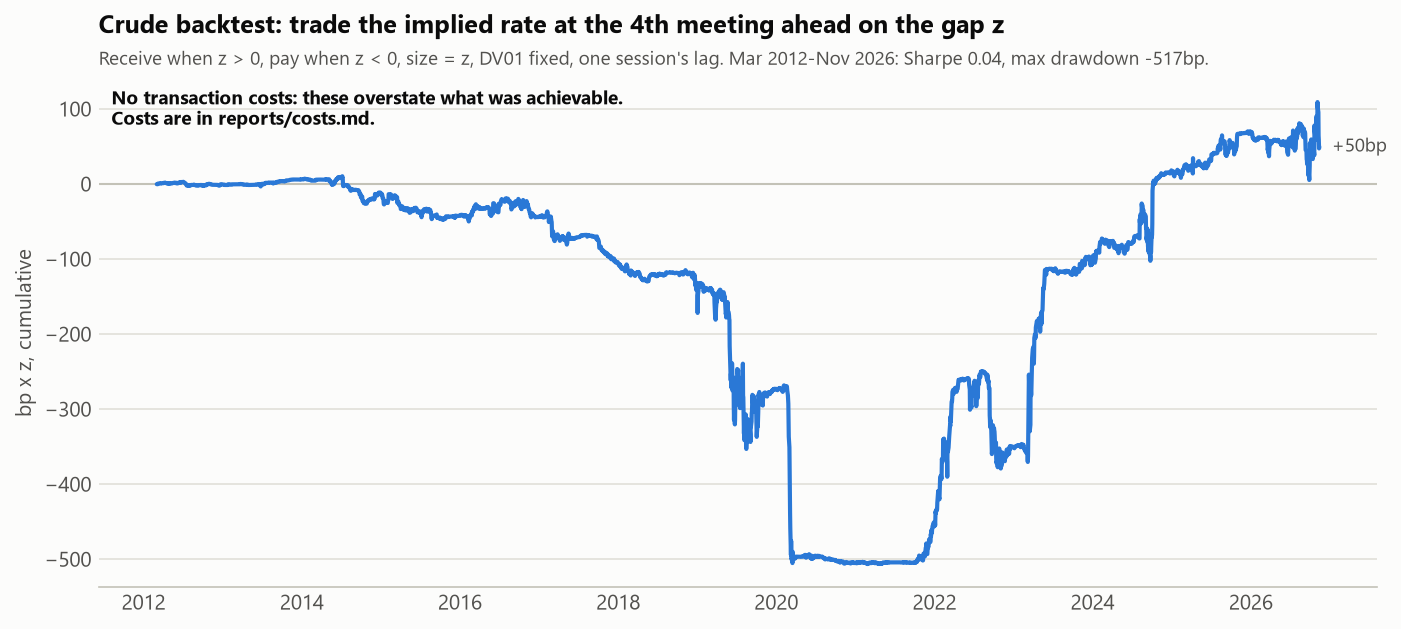 Crude backtest: trade the implied rate at the 4th meeting ahead on the gap z
Receive when z > 0, pay when z < 0, size = z, DV01 fixed, one session's lag. Mar 2012-Nov 2026: Sharpe 0.04, max drawdown -517bp.
No transaction costs: these overstate what was achievable.
Costs are in reports/costs.md.
100
0
−100
−200
−300
−400
−500
bp x z, cumulative
+50bp
2012 2014 2016 2018 2020 2022 2024 2026